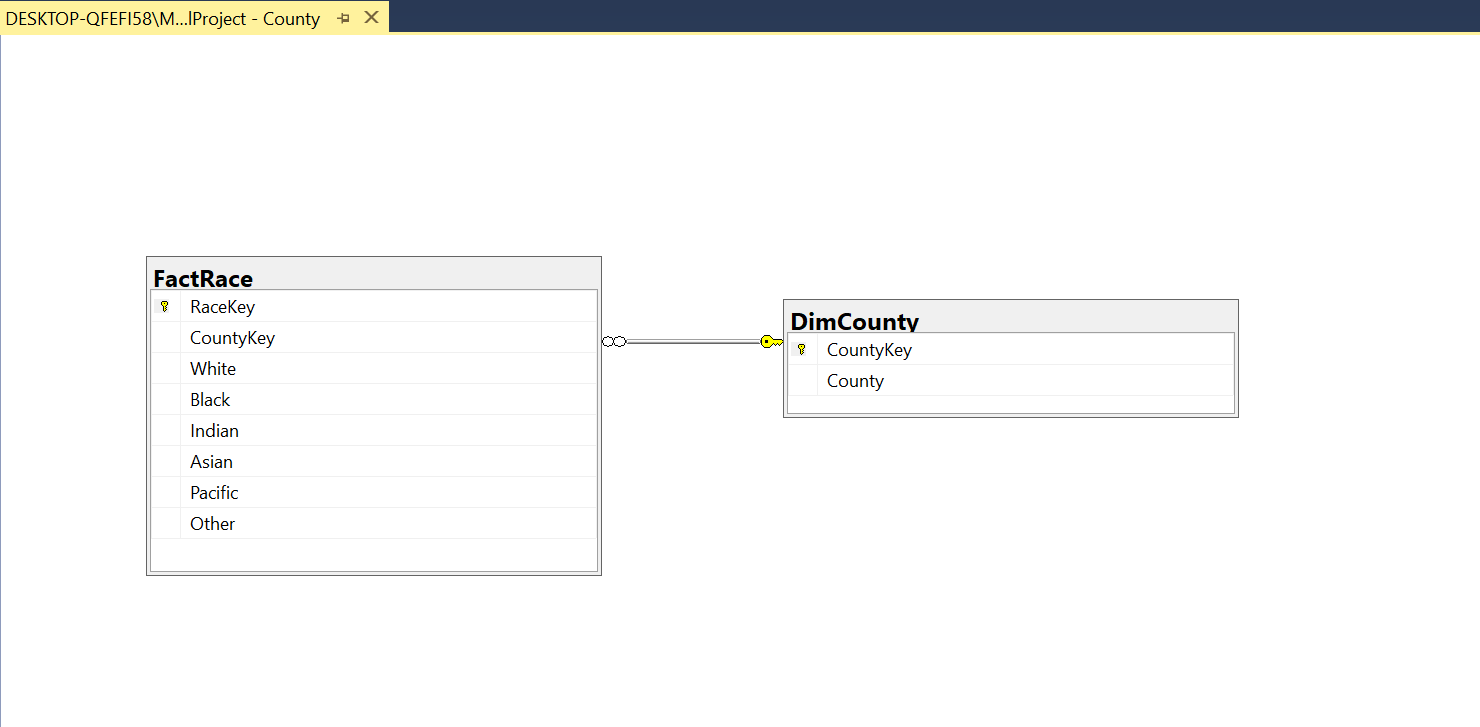 DESKTOP-QFEFI58\M...lProject - County
FactRace
RaceKey
CountyKey
White
Black
Indian
Asian
Pacific
Other
DimCounty
CountyKey
County